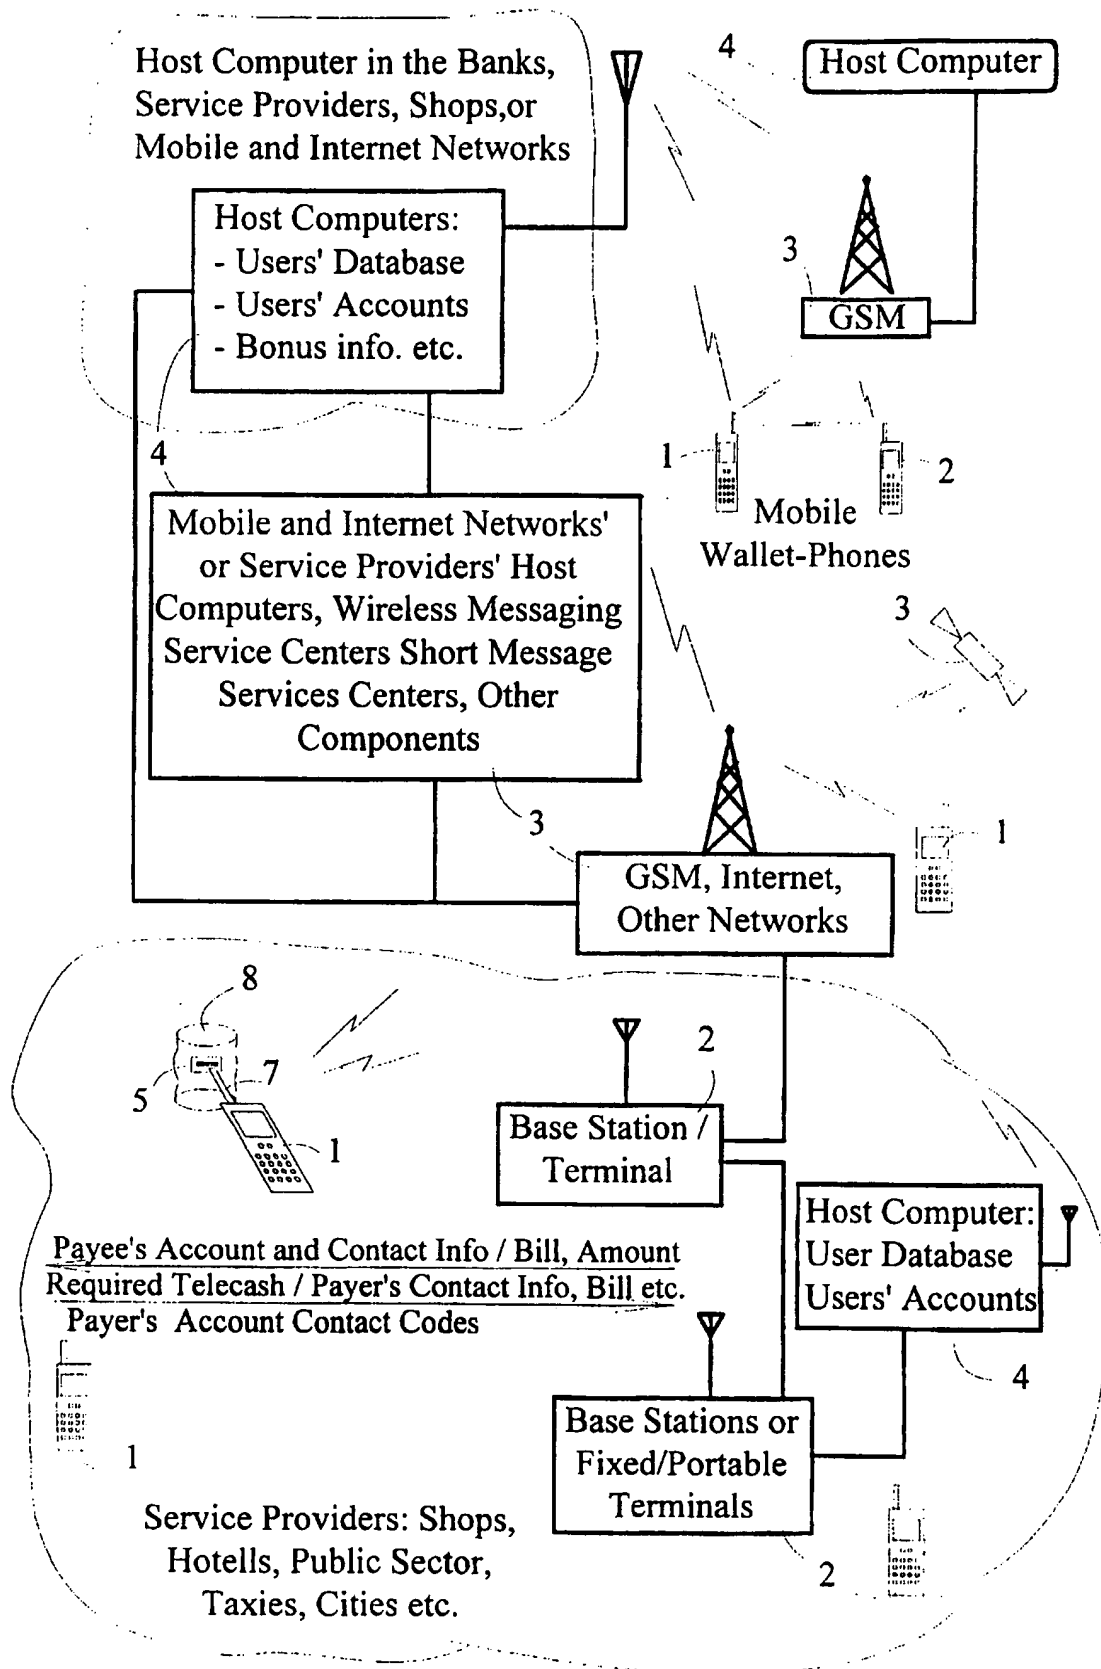 Host Computer in the Banks,
Service Providers, Shops,or
Mobile and Internet Networks
4
Host Computer
Host Computers:
- Users' Database
- Users' Accounts
- Bonus info. etc.
3
GSM
4
1
2
Mobile
Wallet-Phones
Mobile and Internet Networks'
or Service Providers' Host
Computers, Wireless Messaging
Service Centers Short Message
Services Centers, Other
Components
3
3
1
GSM, Internet,
Other Networks
8
5
7
1
2
Base Station /
Terminal
Host Computer:
User Database
Users' Accounts
4
Payee's Account and Contact Info / Bill, Amount
Required Telecash / Payer's Contact Info, Bill etc.
Payer's Account Contact Codes
1
Base Stations or
Fixed/Portable
Terminals
2
Service Providers: Shops,
Hotells, Public Sector,
Taxies, Cities etc.